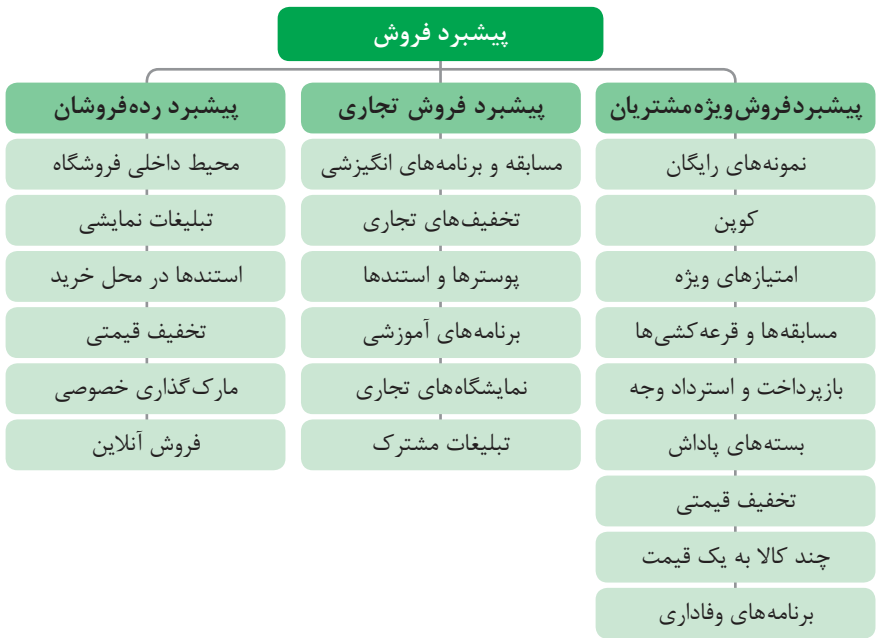 پیشبرد فروش
پیشبردفروش‌ویژه‌مشتریان
نمونه‌های رایگان
کوپن
امتیازهای ویژه
مسابقه‌ها و قرعه‌کشی‌ها
بازپرداخت و استرداد وجه
بسته‌های پاداش
تخفیف قیمتی
چند کالا به یک قیمت
برنامه‌های وفاداری
پیشبرد فروش تجاری
مسابقه و برنامه‌های انگیزشی
تخفیف‌های تجاری
پوسترها و استندها
برنامه‌های آموزشی
نمایشگاه‌های تجاری
تبلیغات مشترک
پیشبرد رده‌فروشان
محیط داخلی فروشگاه
تبلیغات نمایشی
استندها در محل خرید
تخفیف قیمتی
مارک‌گذاری خصوصی
فروش آنلاین